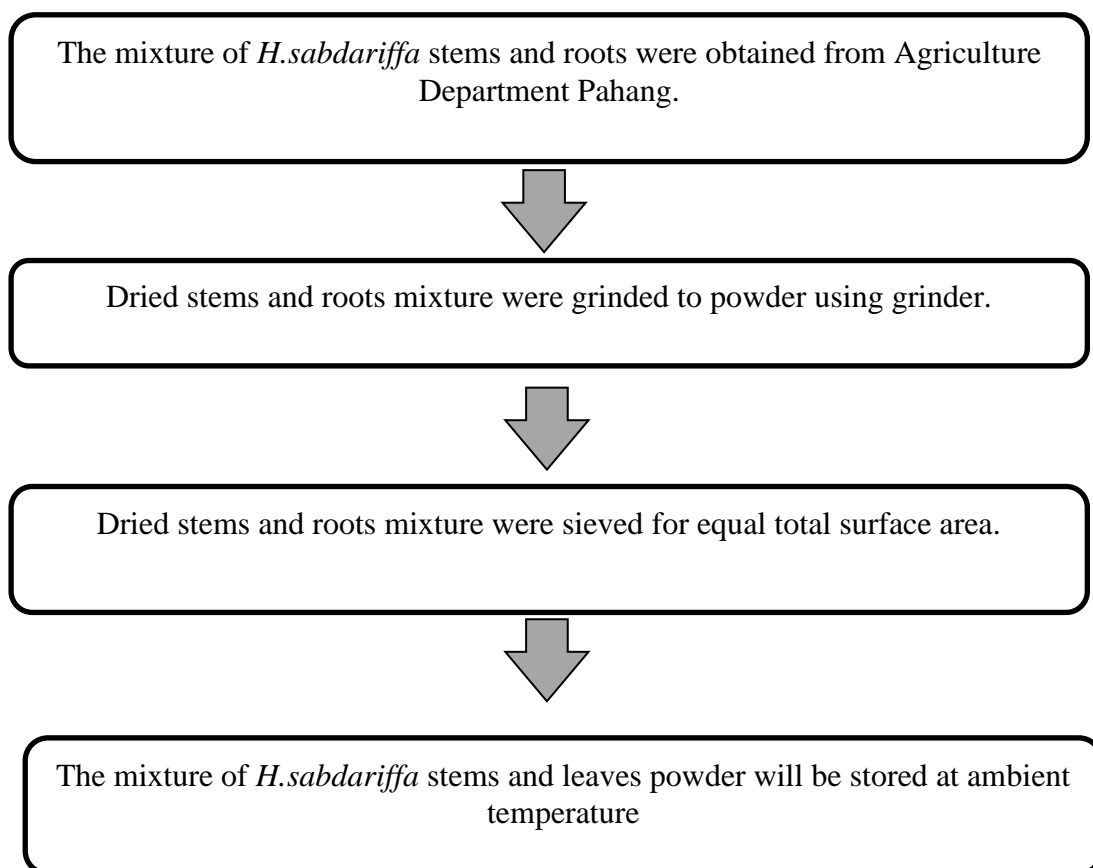 The mixture of H.sabdariffa stems and roots were obtained from Agriculture
Department Pahang.
Dried stems and roots mixture were grinded to powder using grinder.
Dried stems and roots mixture were sieved for equal total surface area.
The mixture of H.sabdariffa stems and leaves powder will be stored at ambient
temperature